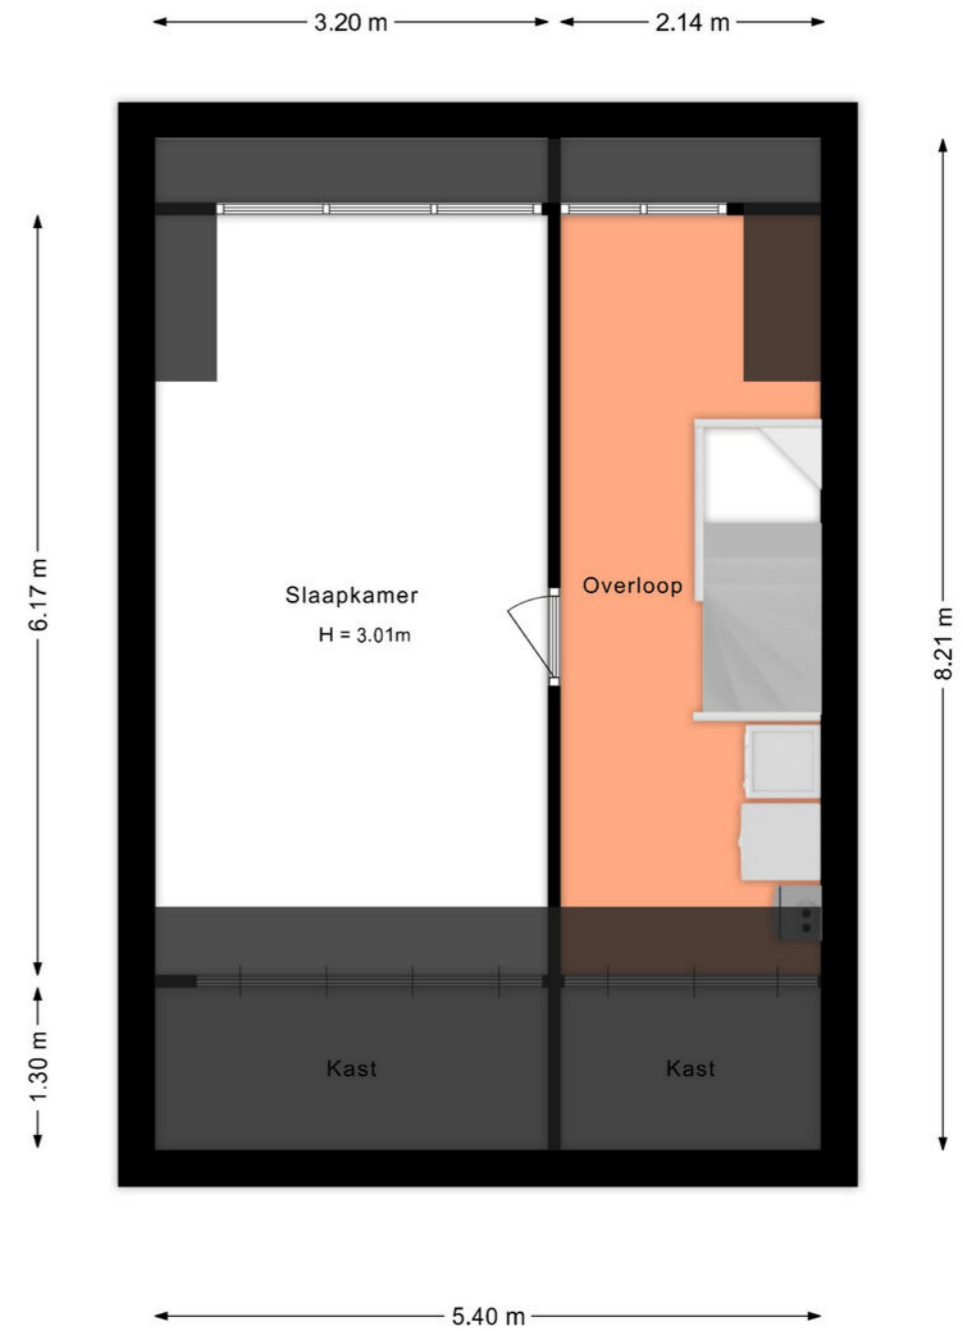 3.20 m
2.14 m
6.17 m
8.21 m
Slaapkamer
H = 3.01m
Overloop
1.30 m
Kast
Kast
5.40 m